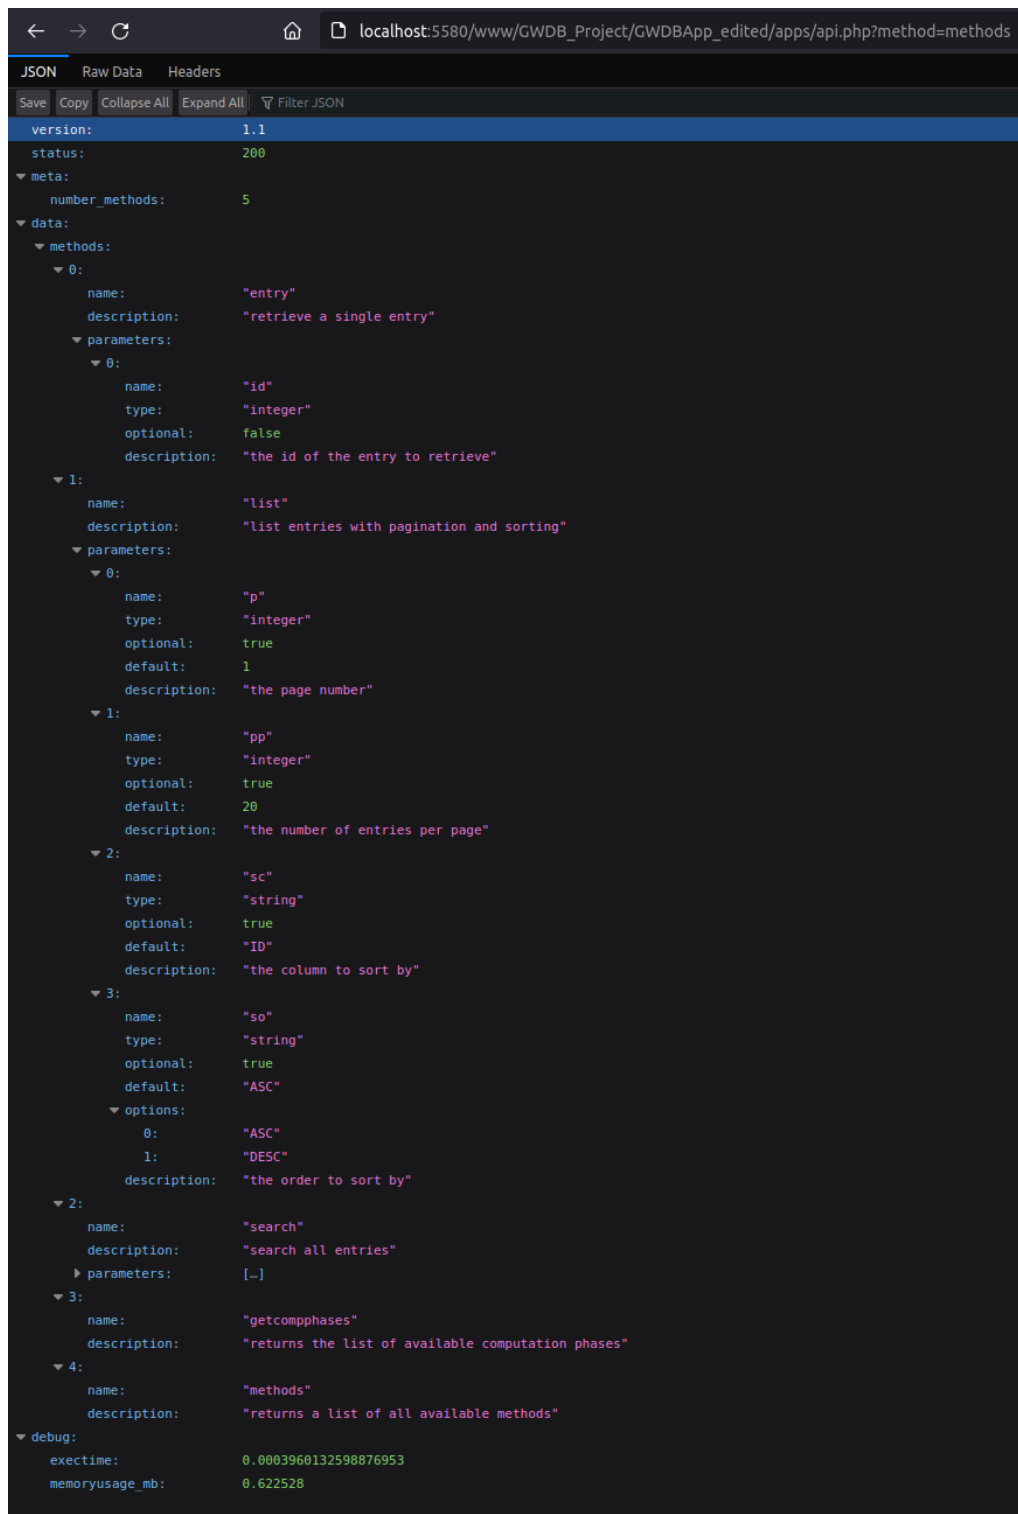 localhost:5580/www/GWDB_Project/GWDBApp_edited/apps/api.php?method=methods
JSON Raw Data Headers
Save Copy Collapse All Expand All Filter JSON
version: 1.1
status: 200
meta:
number_methods: 5
data:
methods:
0:
name: "entry"
description: "retrieve a single entry"
parameters:
0:
name: "id"
type: "integer"
optional: false
description: "the id of the entry to retrieve"
1:
name: "list"
description: "list entries with pagination and sorting"
parameters:
0:
name: "p"
type: "integer"
optional: true
default: 1
description: "the page number"
1:
name: "pp"
type: "integer"
optional: true
default: 20
description: "the number of entries per page"
2:
name: "sc"
type: "string"
optional: true
default: "ID"
description: "the column to sort by"
3:
name: "so"
type: "string"
optional: true
default: "ASC"
options:
0: "ASC"
1: "DESC"
description: "the order to sort by"
2:
name: "search"
description: "search all entries"
parameters: […]
3:
name: "getcompphases"
description: "returns the list of available computation phases"
4:
name: "methods"
description: "returns a list of all available methods"
debug:
exectime: 0.0003960132598876953
memoryusage_mb: 0.622528